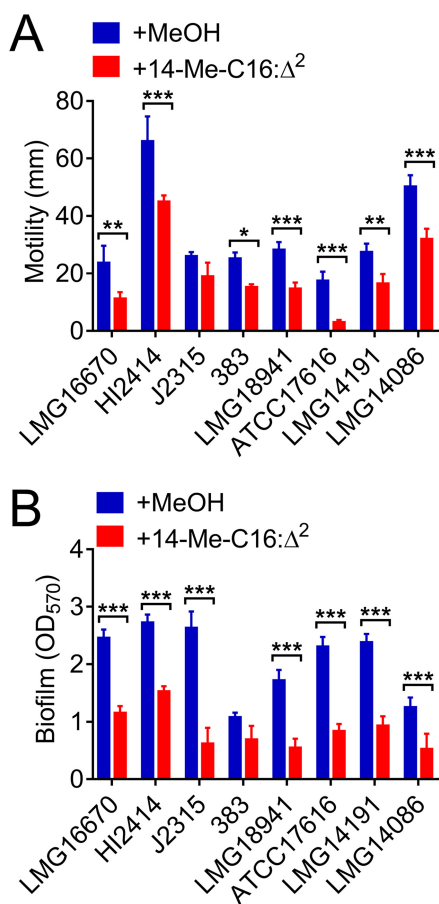 A
+MeOH
+14-Me-C16:Δ²
Motility (mm)
80
60
40
20
0
**
***
*
***
***
**
***
LMG16670
HI2414
J2315
383
LMG18941
ATCC17616
LMG14191
LMG14086
B
+MeOH
+14-Me-C16:Δ²
Biofilm (OD₅₇₀)
4
3
2
1
0
***
***
***
***
***
***
***
LMG16670
HI2414
J2315
383
LMG18941
ATCC17616
LMG14191
LMG14086